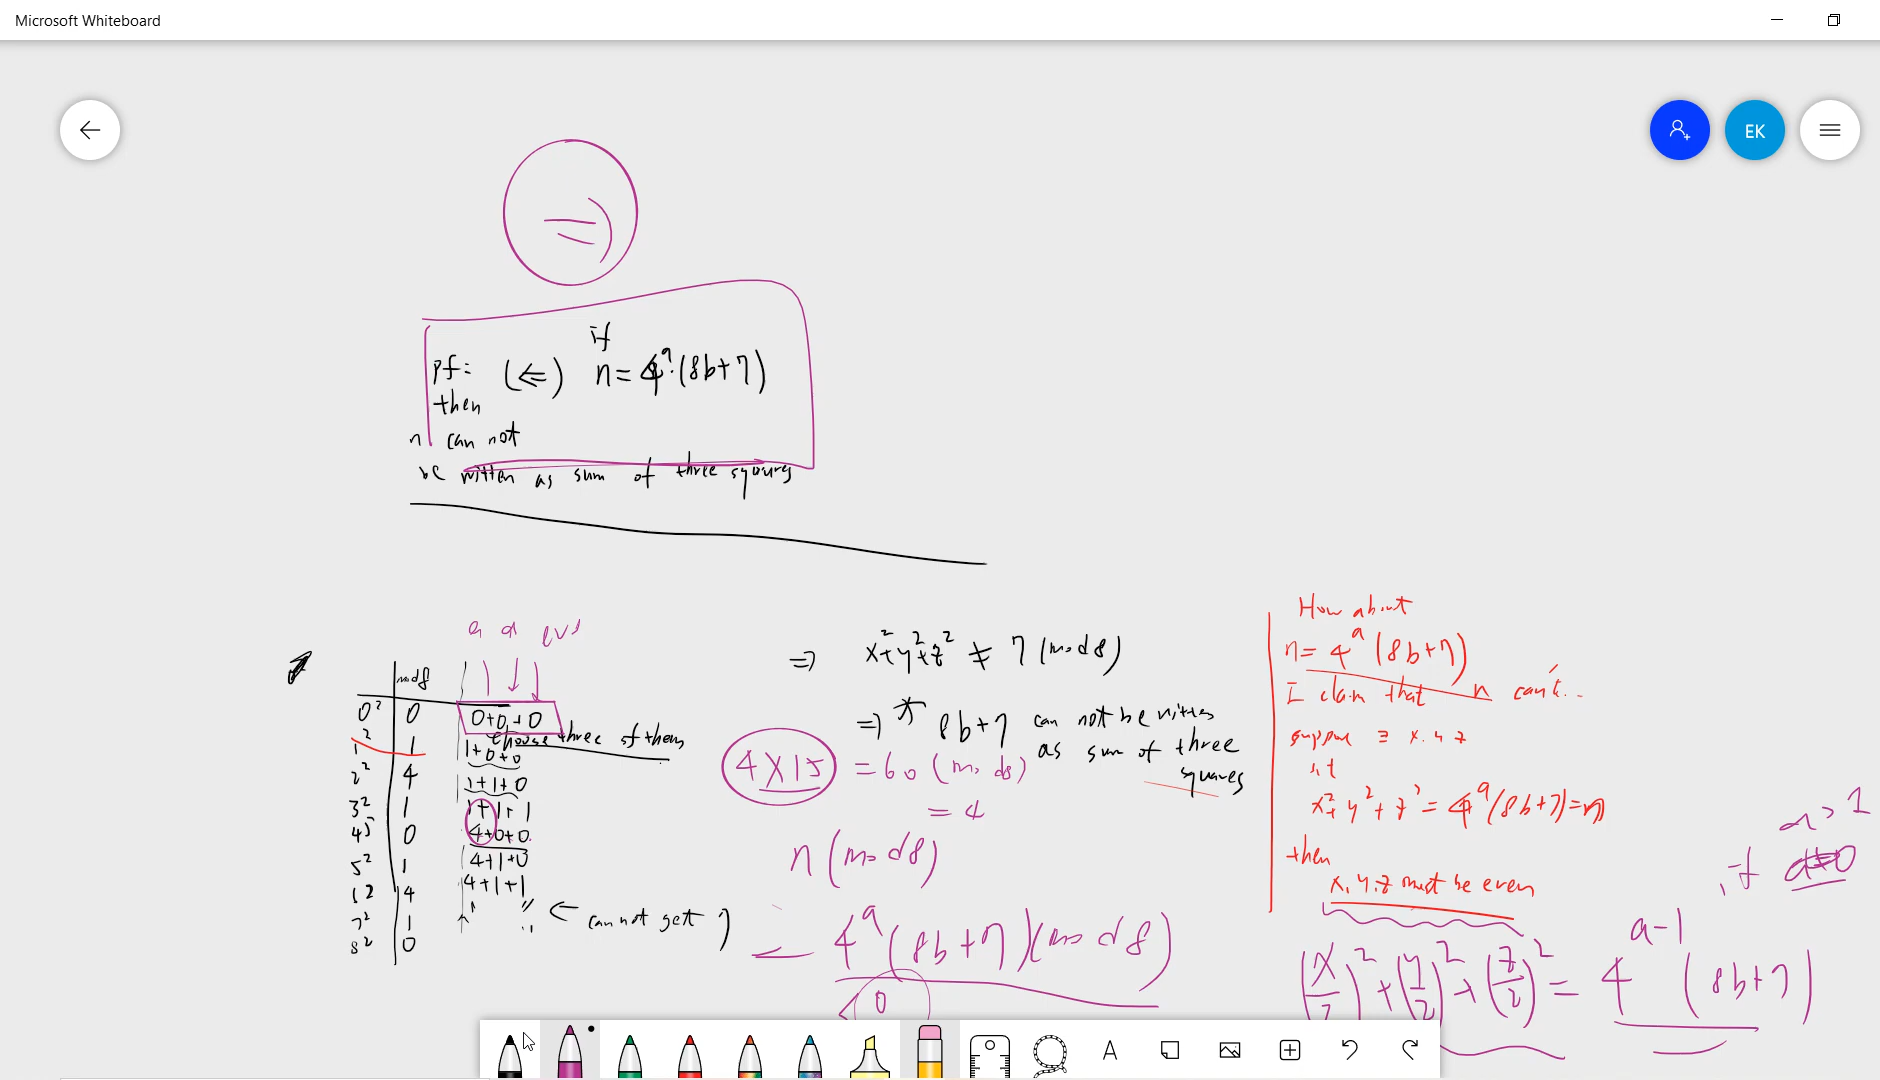 Microsoft Whiteboard
EK
if
pf: (⇐) n = 4^a·(8b+7)
then
n can not
be written as sum of three squares
mod 8
0² 0
1² 1
2² 4
3² 1
4² 0
5² 1
4
7² 1
8² 0
0+0+0
choose three of them
1+0+0
1+1+0
1+1+1
4+0+0
4+1+0
4+1+1
← can not get 7
⇒ x²+y²+z² ≠ 7 (mod 8)
⇒ * 8b+7 can not be written
as sum of three
squares
4×15 = 60 (mod 8)
= 4
n (mod 8)
= 4^a (8b+7)(mod 8)
0
How about
n = 4^a (8b+7)
I claim that n can't...
suppose ∃ x, y, z
s.t
x²+y²+z² = 4^a (8b+7) = n
then
x, y, z must be even
if a≠0
a≥1
(x/2)²+(y/2)²+(z/2)² = 4^(a-1) (8b+7)
A